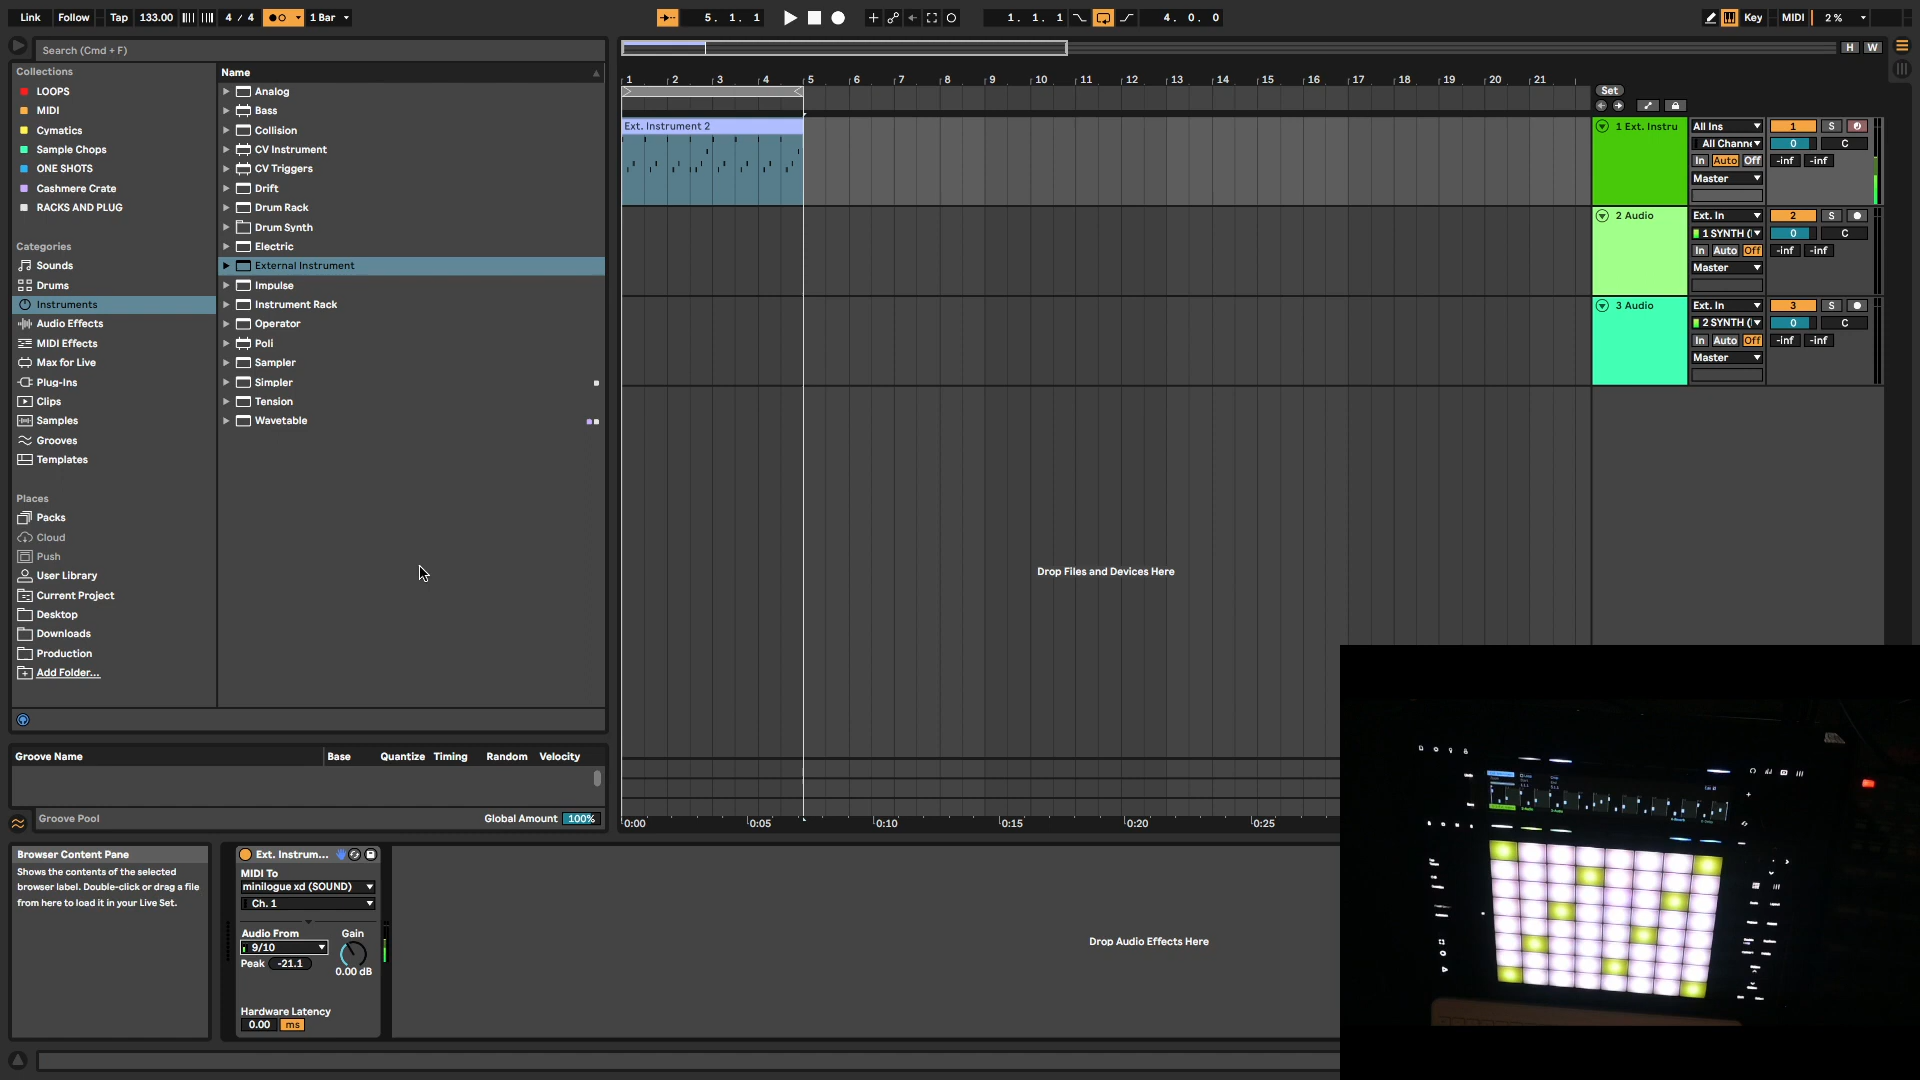 Link Follow Tap 133.00 4 / 4 1 Bar 5. 1. 1 1. 1. 1 4. 0. 0 Key MIDI 2 %
Search (Cmd + F)
H W
Collections
LOOPS
MIDI
Cymatics
Sample Chops
ONE SHOTS
Cashmere Crate
RACKS AND PLUG
Categories
Sounds
Drums
Instruments
Audio Effects
MIDI Effects
Max for Live
Plug-Ins
Clips
Samples
Grooves
Templates
Places
Packs
Cloud
Push
User Library
Current Project
Desktop
Downloads
Production
Add Folder...
Name
Analog
Bass
Collision
CV Instrument
CV Triggers
Drift
Drum Rack
Drum Synth
Electric
External Instrument
Impulse
Instrument Rack
Operator
Poli
Sampler
Simpler
Tension
Wavetable
1 2 3 4 5 6 7 8 9 10 11 12 13 14 15 16 17 18 19 20 21
Set
Ext. Instrument 2
1 Ext. Instru All Ins 1 S
All Channe 0 C
In Auto Off -inf -inf
Master
2 Audio Ext. In 2 S
1 SYNTH ( 0 C
In Auto Off -inf -inf
Master
3 Audio Ext. In 3 S
2 SYNTH ( 0 C
In Auto Off -inf -inf
Master
Drop Files and Devices Here
Groove Name Base Quantize Timing Random Velocity
Groove Pool Global Amount 100%
0:00 0:05 0:10 0:15 0:20 0:25
Browser Content Pane
Shows the contents of the selected
browser label. Double-click or drag a file
from here to load it in your Live Set.
Ext. Instrum...
MIDI To
minilogue xd (SOUND)
Ch. 1
Audio From Gain
9/10
Peak -21.1 0.00 dB
Hardware Latency
0.00 ms
Drop Audio Effects Here